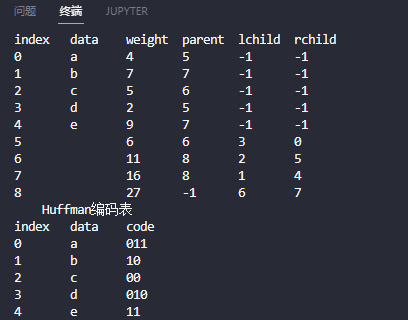 问题 终端 JUPYTER
index data weight parent lchild rchild
0 a 4 5 -1 -1
1 b 7 7 -1 -1
2 c 5 6 -1 -1
3 d 2 5 -1 -1
4 e 9 7 -1 -1
5 6 6 3 0
6 11 8 2 5
7 16 8 1 4
8 27 -1 6 7
Huffman编码表
index data code
0 a 011
1 b 10
2 c 00
3 d 010
4 e 11